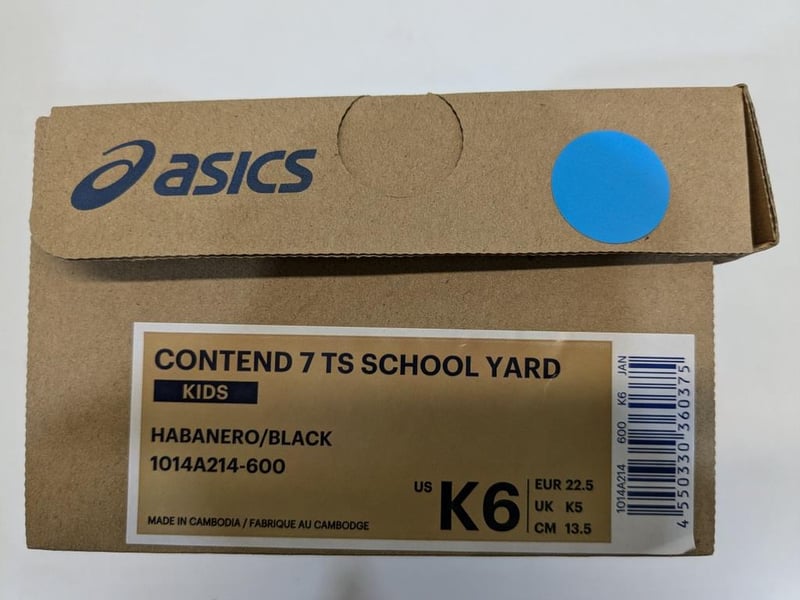 asics
CONTEND 7 TS SCHOOL YARD
KIDS
HABANERO/BLACK
1014A214-600
US K6
EUR 22.5
UK K5
CM 13.5
MADE IN CAMBODIA / FABRIQUE AU CAMBODGE
1014A214 600 K6 JAN
4 550330 360375